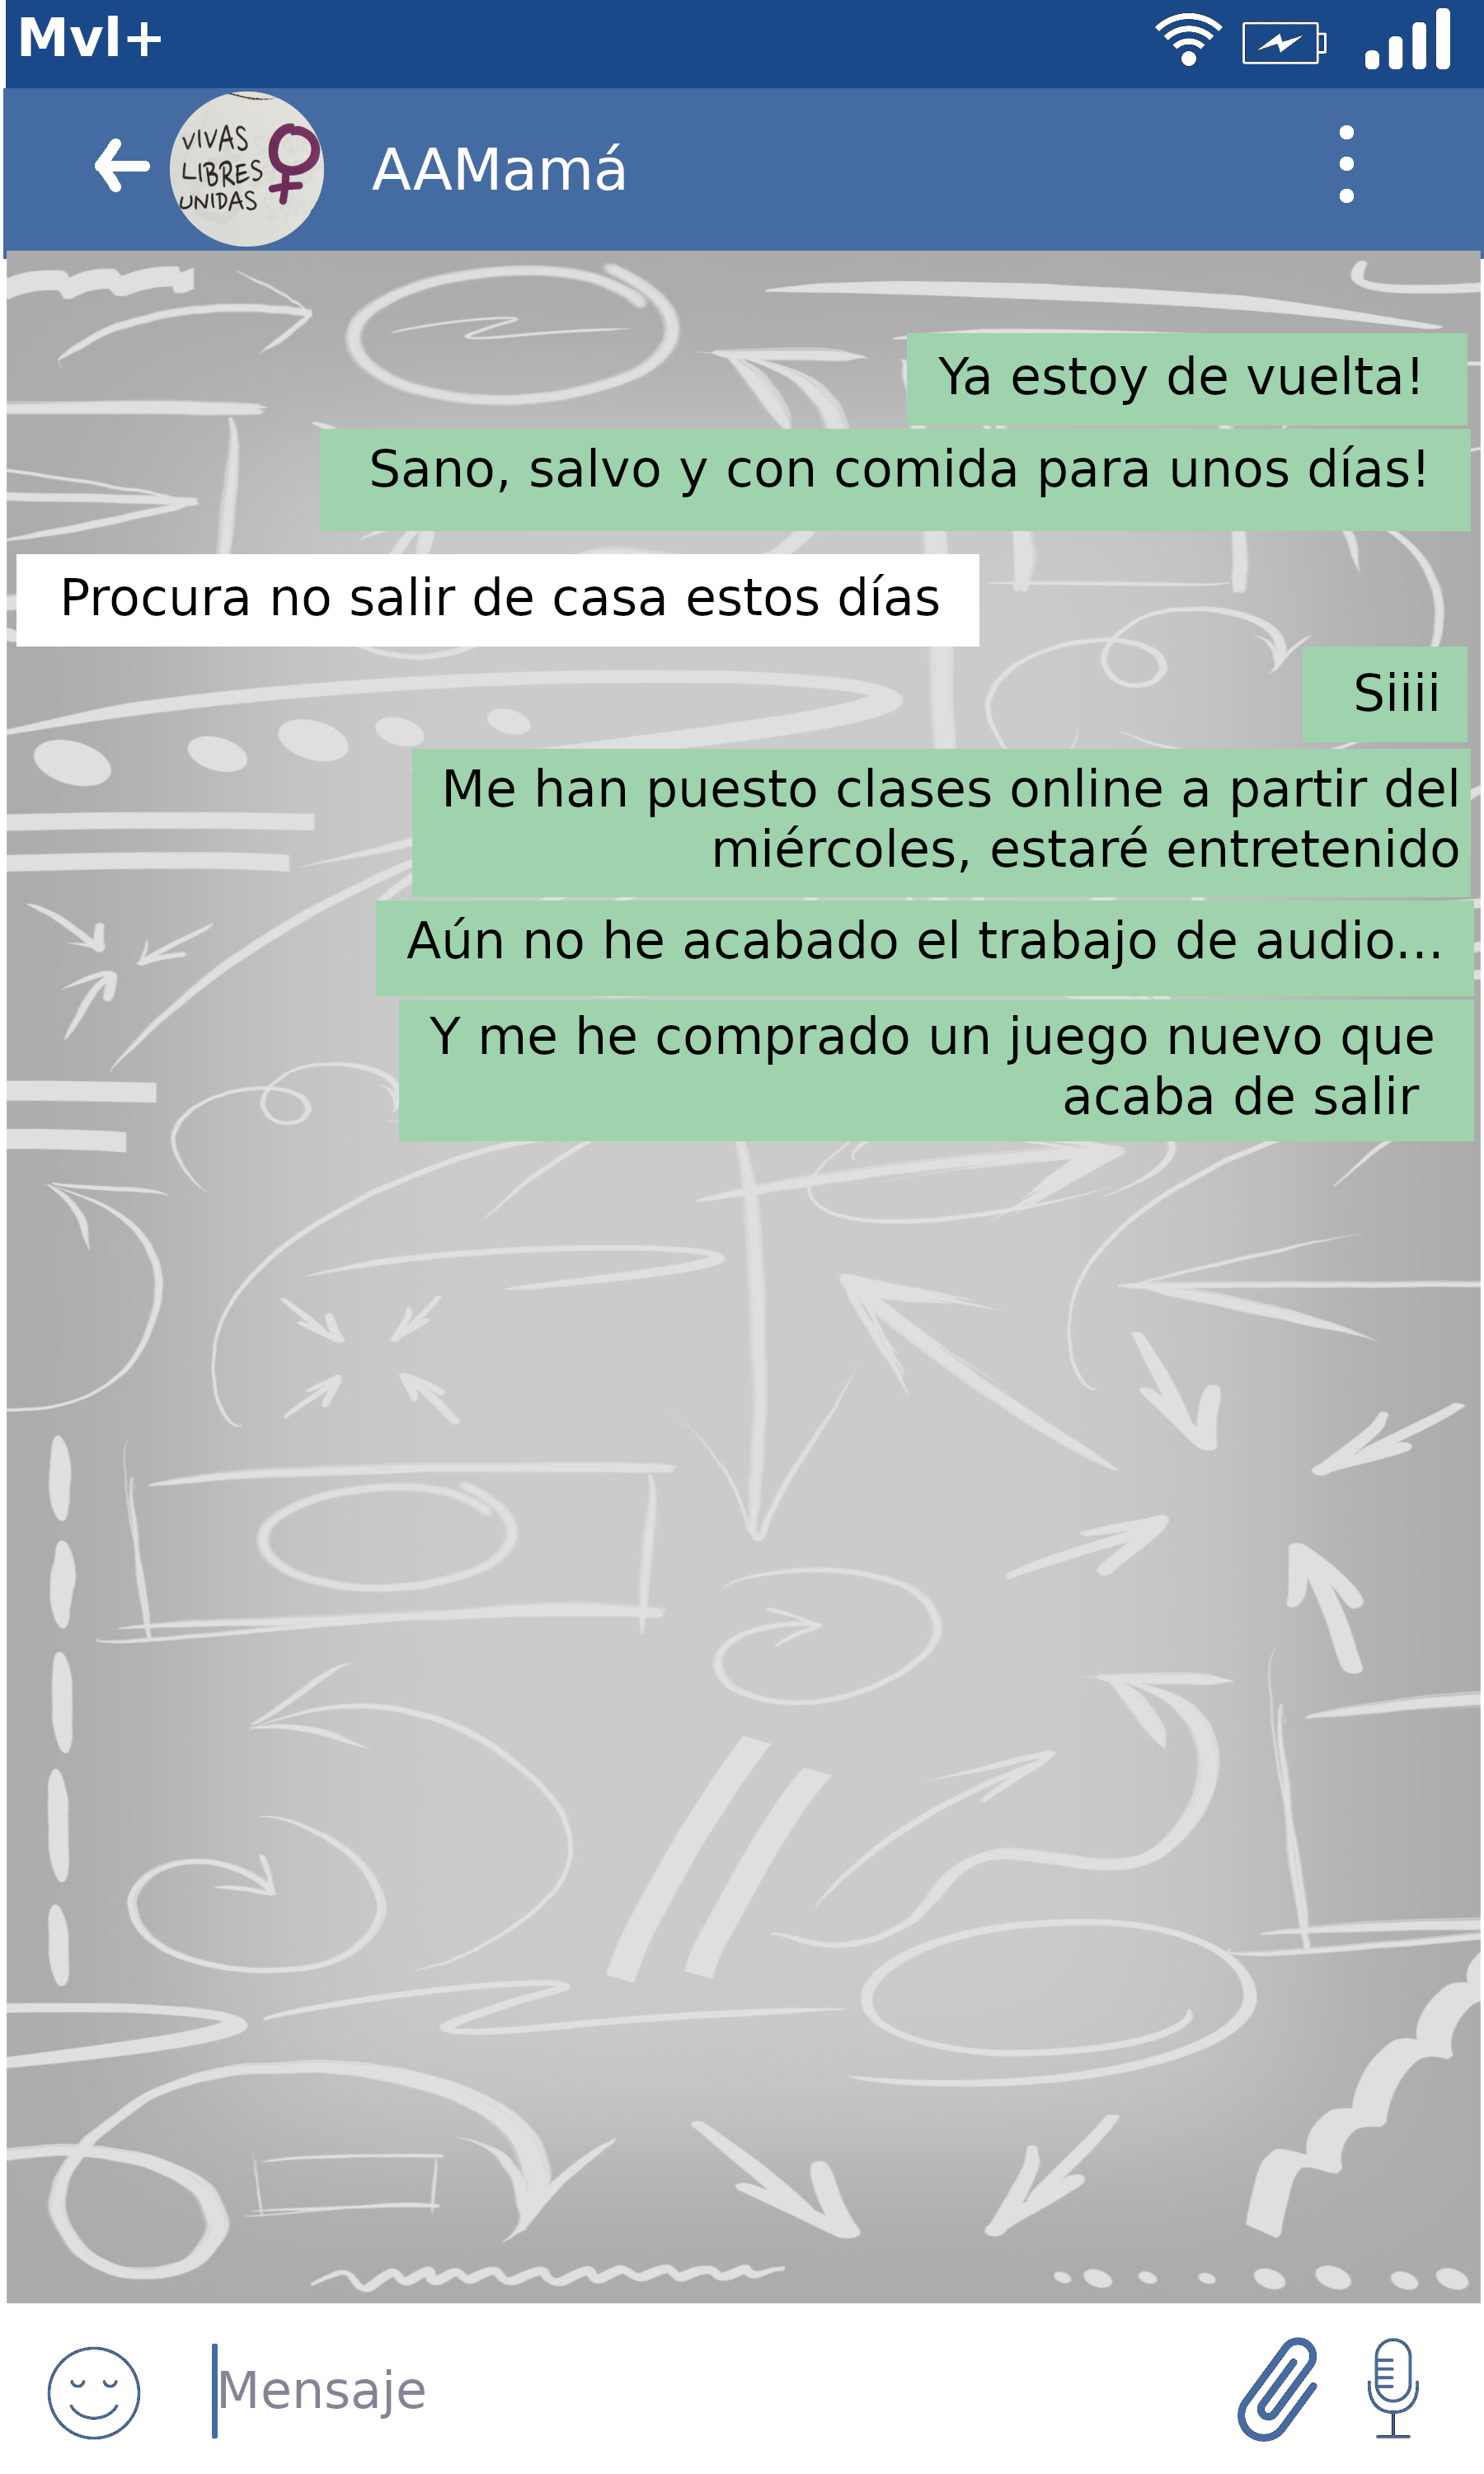 Mvl+
VIVAS
LIBRES
UNIDAS
AAMamá
Ya estoy de vuelta!
Sano, salvo y con comida para unos días!
Procura no salir de casa estos días
Siiii
Me han puesto clases online a partir del
miércoles, estaré entretenido
Aún no he acabado el trabajo de audio...
Y me he comprado un juego nuevo que
acaba de salir
Mensaje